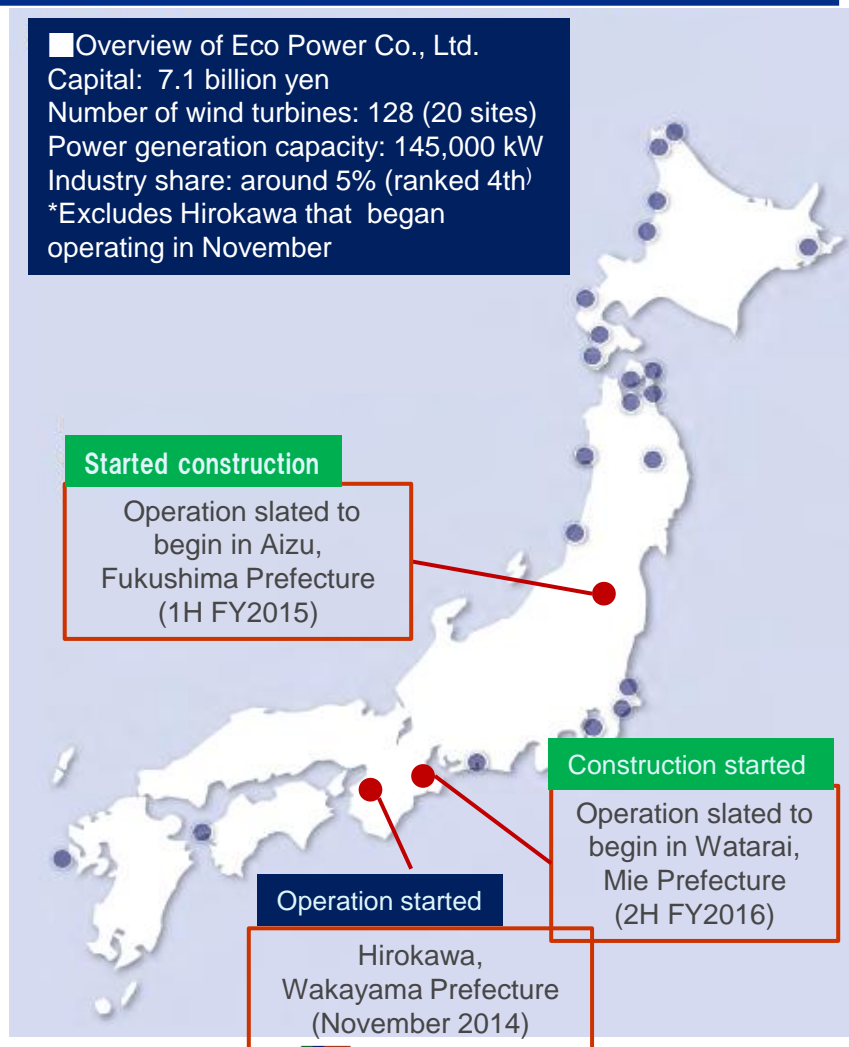 ■Overview of Eco Power Co., Ltd.
Capital: 7.1 billion yen
Number of wind turbines: 128 (20 sites)
Power generation capacity: 145,000 kW
Industry share: around 5% (ranked 4th)
*Excludes Hirokawa that began
operating in November
Started construction
Operation slated to
begin in Aizu,
Fukushima Prefecture
(1H FY2015)
Construction started
Operation slated to
begin in Watarai,
Mie Prefecture
(2H FY2016)
Operation started
Hirokawa,
Wakayama Prefecture
(November 2014)